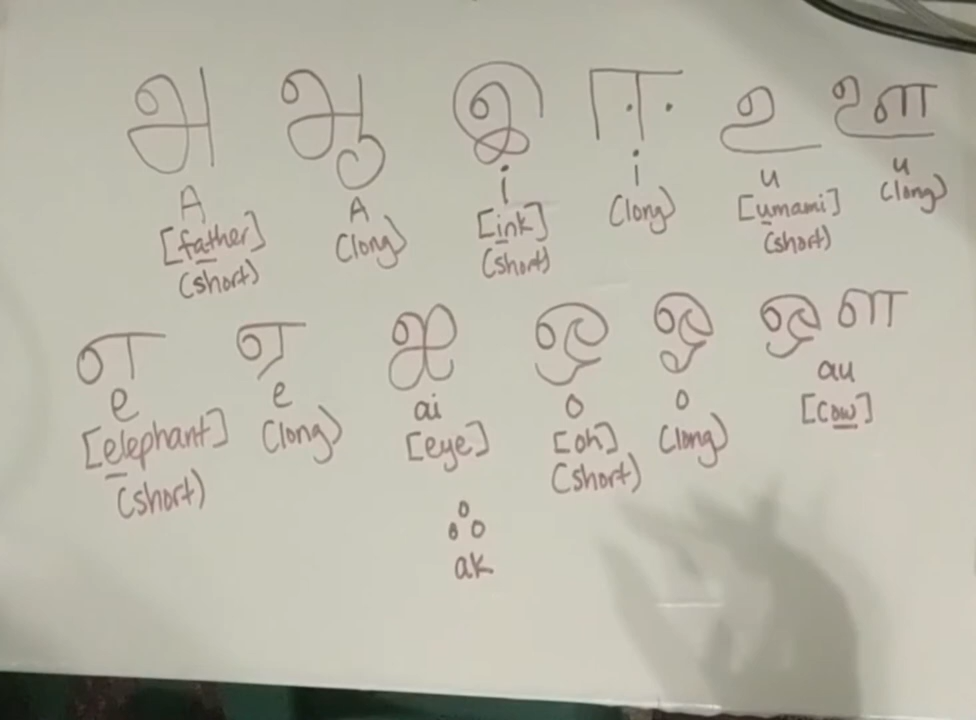 அ ஆ இ ஈ உ ஊ
A A i i u u
[father] (long) [ink] (long) [umami] (long)
(short) (short) (short)
எ ஏ ஐ ஒ ஓ ஔ
e e ai o o au
[elephant] (long) [eye] [oh] (long) [cow]
(short) (short)
ஃ
ak